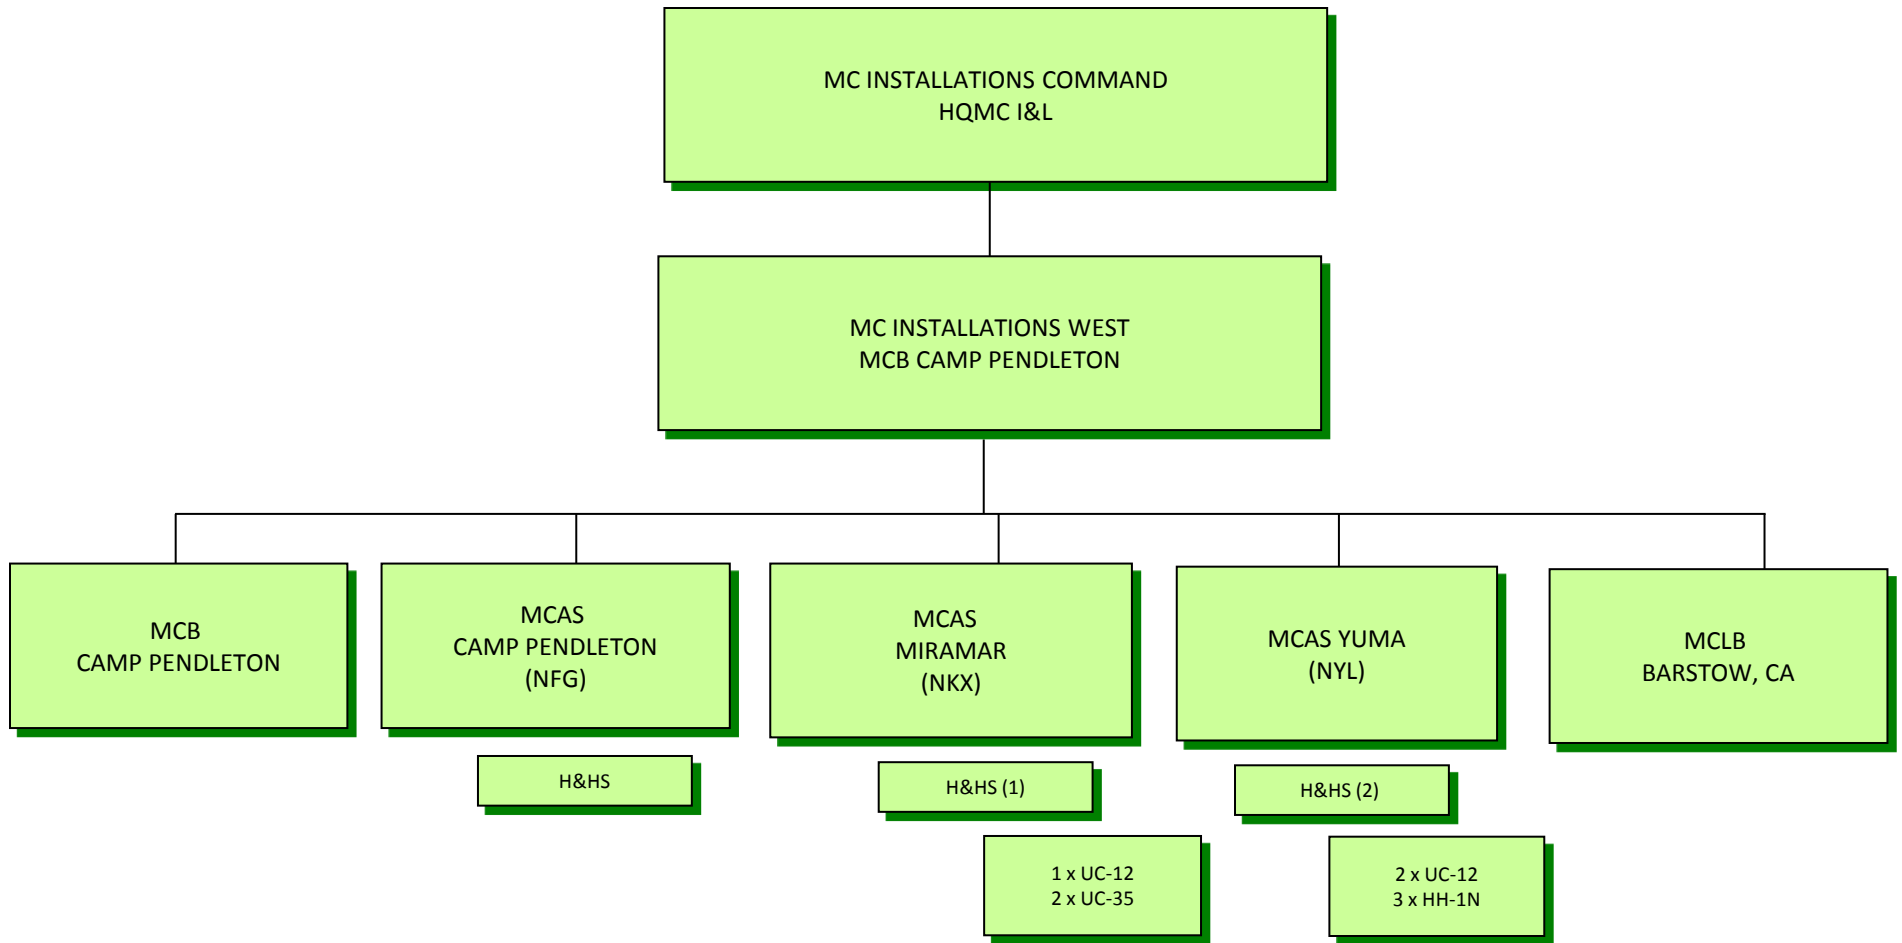 MC INSTALLATIONS COMMAND
HQMC I&L
MC INSTALLATIONS WEST
MCB CAMP PENDLETON
MCB
CAMP PENDLETON
MCAS
CAMP PENDLETON
(NFG)
MCAS
MIRAMAR
(NKX)
MCAS YUMA
(NYL)
MCLB
BARSTOW, CA
H&HS
H&HS (1)
H&HS (2)
1 x UC-12
2 x UC-35
2 x UC-12
3 x HH-1N